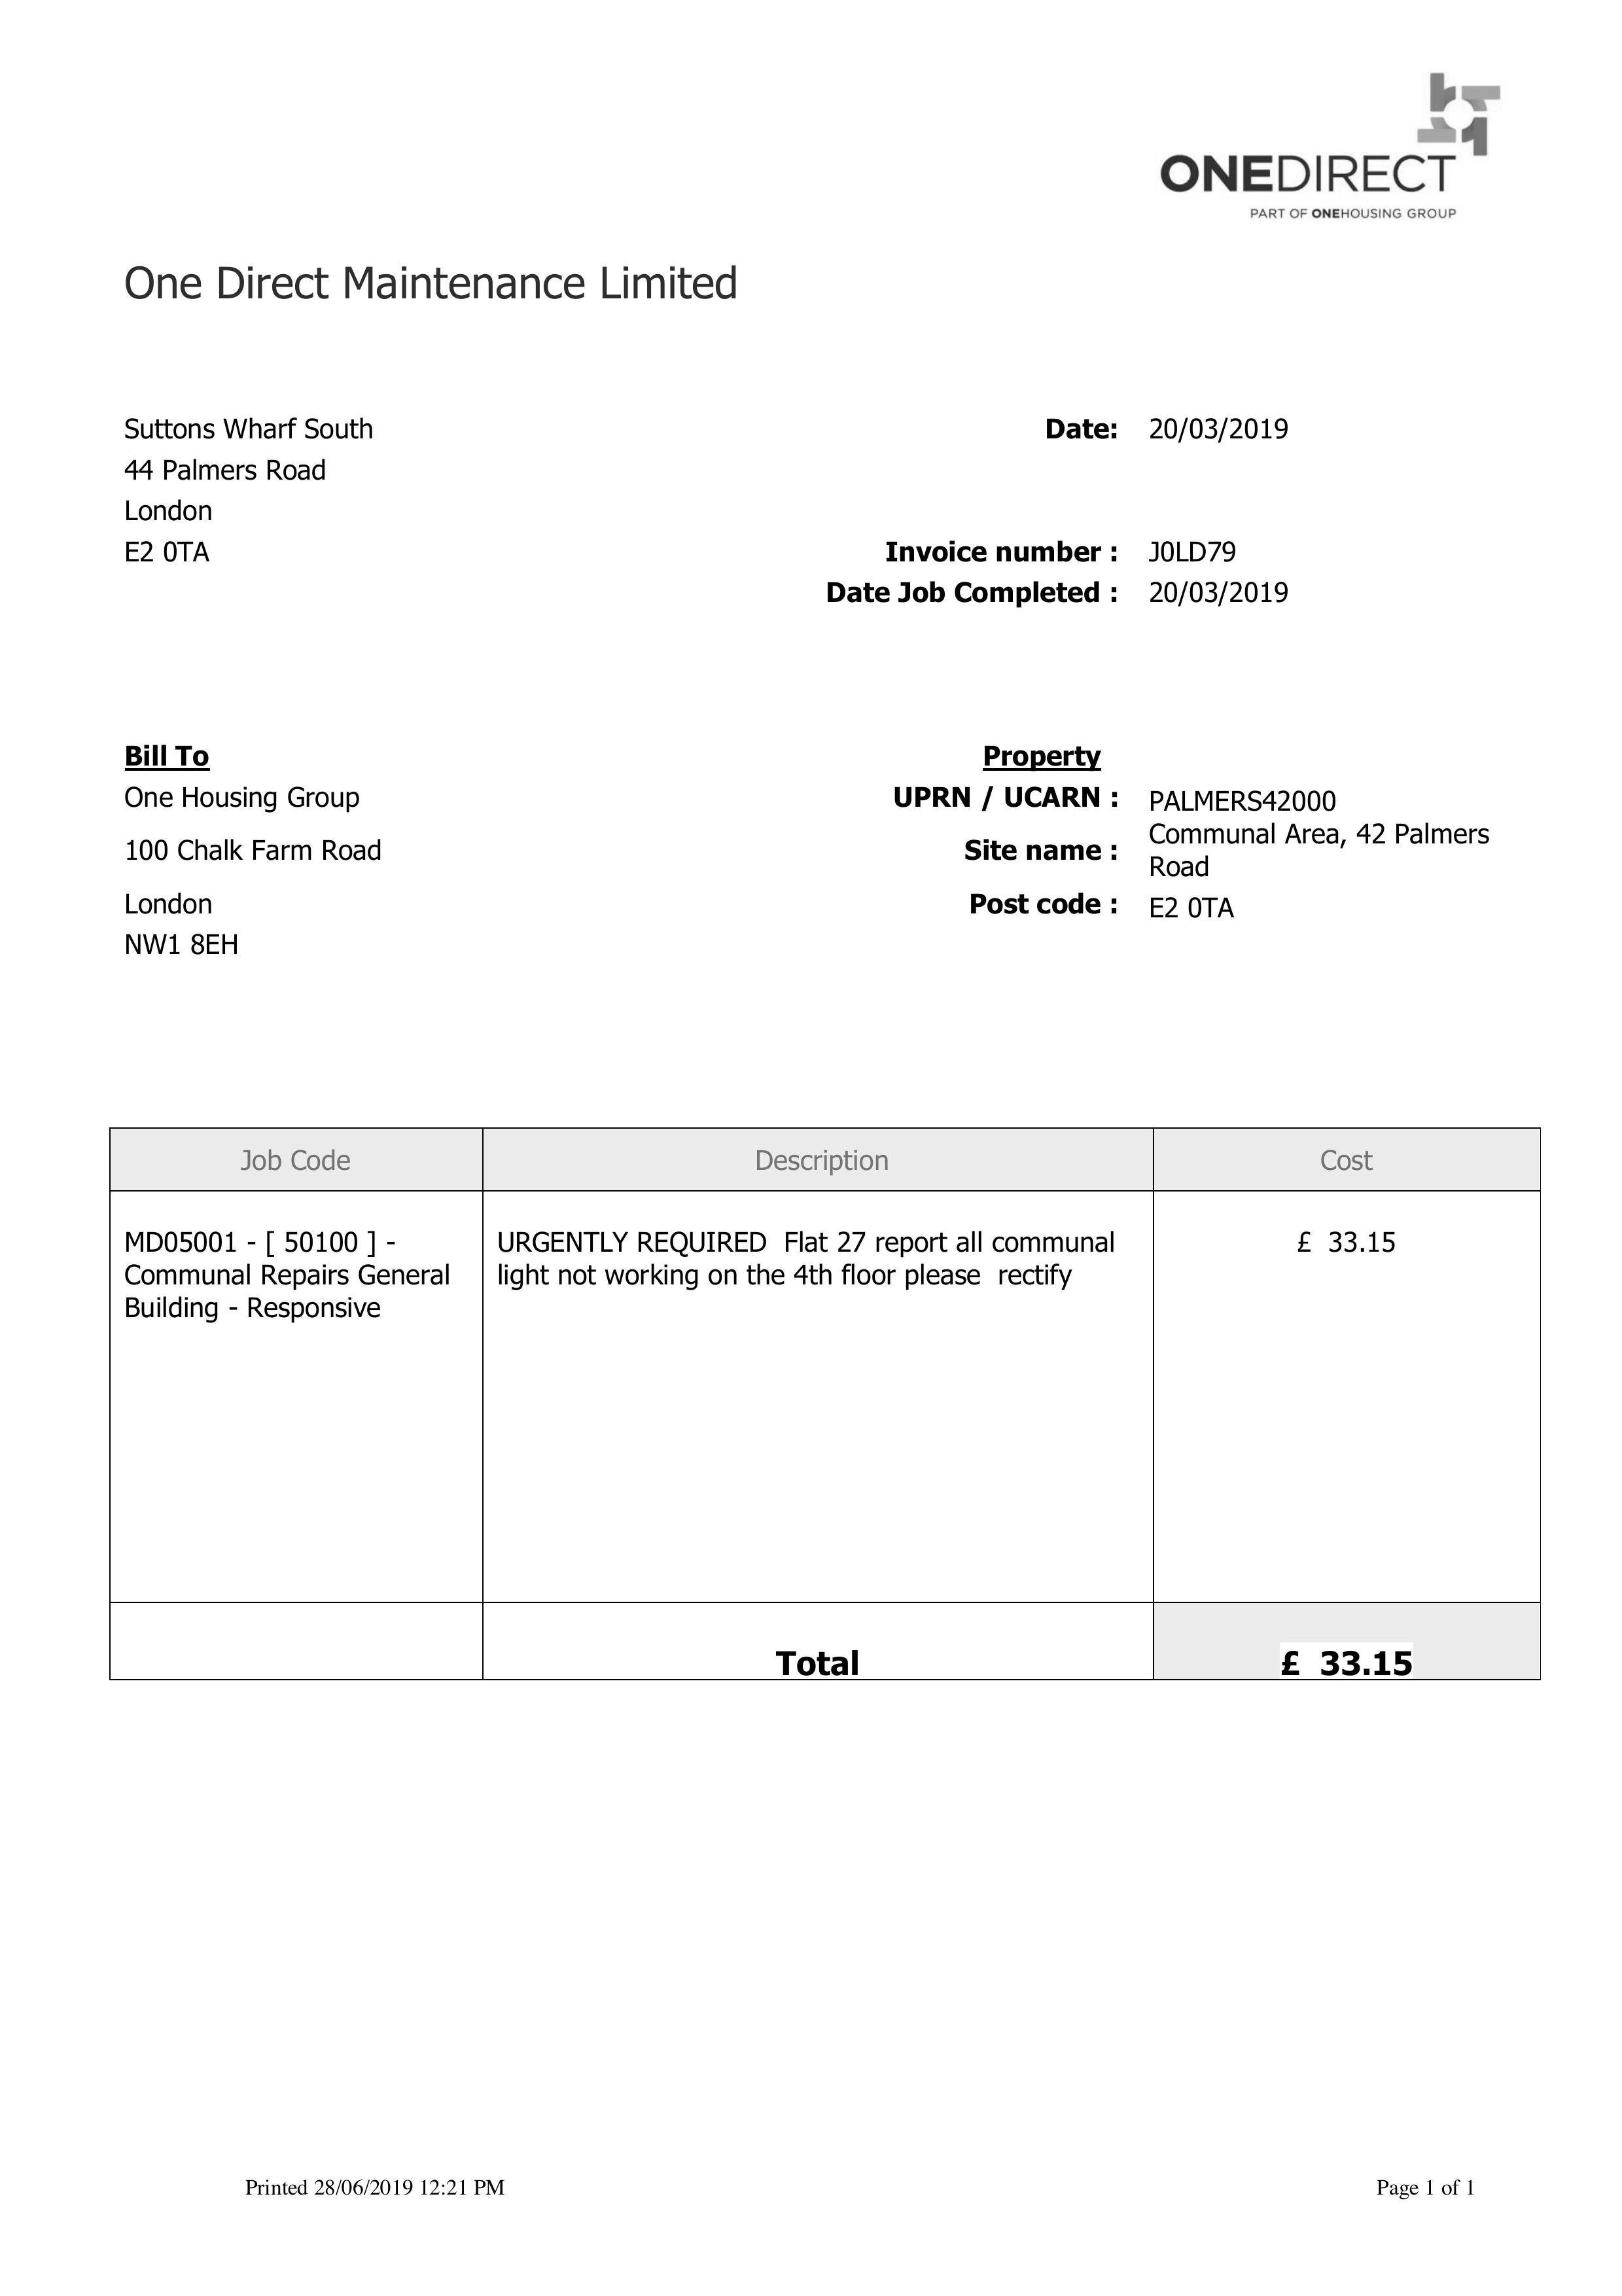 ONEDIRECT
PART OF ONEHOUSING GROUP
One Direct Maintenance Limited
Suttons Wharf South
44 Palmers Road
London
E2 0TA
Date: 20/03/2019
Invoice number : J0LD79
Date Job Completed : 20/03/2019
Bill To
One Housing Group
100 Chalk Farm Road
London
NW1 8EH
Property
UPRN / UCARN : PALMERS42000
Site name : Communal Area, 42 Palmers
Road
Post code : E2 0TA
Job Code Description Cost
MD05001 - [ 50100 ] -
Communal Repairs General
Building - Responsive
URGENTLY REQUIRED  Flat 27 report all communal
light not working on the 4th floor please  rectify
£  33.15
Total £  33.15
Printed 28/06/2019 12:21 PM
Page 1 of 1